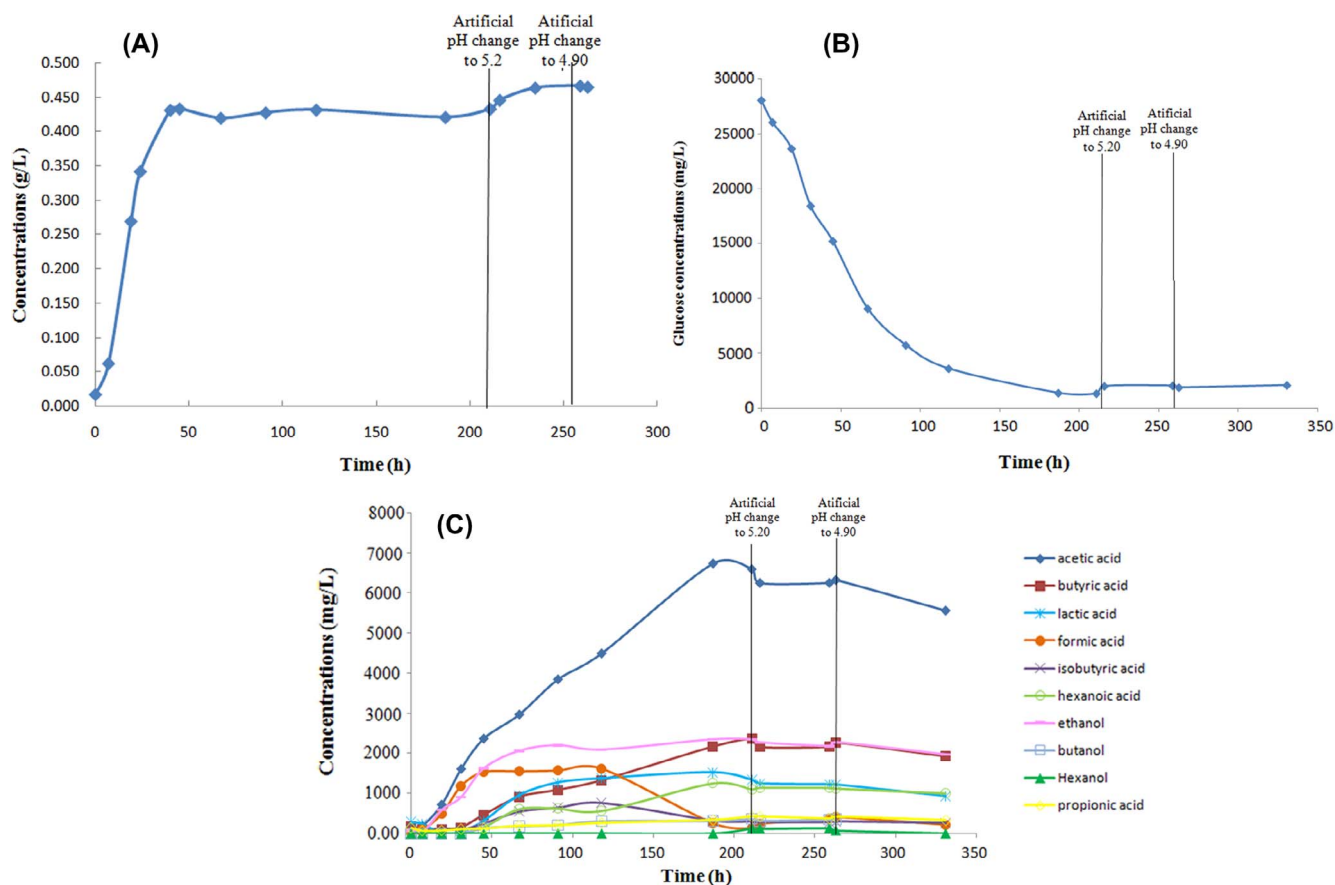 (A)
Artificial
pH change
to 5.2
Atificial
pH change
to 4.90
Concentrations (g/L)
0.500
0.450
0.400
0.350
0.300
0.250
0.200
0.150
0.100
0.050
0.000
0 50 100 150 200 250 300
Time (h)
(B)
Artificial
pH change
to 5.20
Atificial
pH change
to 4.90
Glucose concentrations (mg/L)
30000
25000
20000
15000
10000
5000
0
0 50 100 150 200 250 300 350
Time (h)
(C)
Artificial
pH change
to 5.20
Atificial
pH change
to 4.90
Concentrations (mg/L)
8000
7000
6000
5000
4000
3000
2000
1000
0.00
0 50 100 150 200 250 300 350
Time (h)
acetic acid
butyric acid
lactic acid
formic acid
isobutyric acid
hexanoic acid
ethanol
butanol
Hexanol
propionic acid